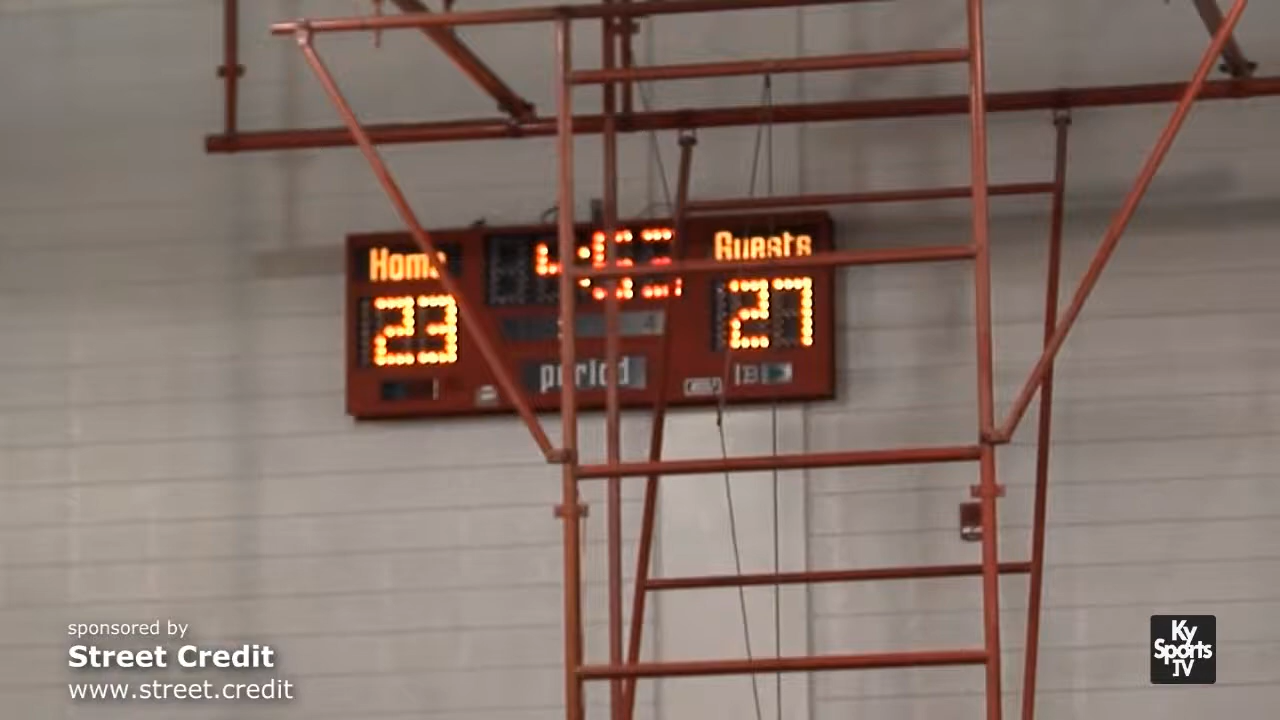 Home
Guests
23
27
period
sponsored by
Street Credit
www.street.credit
Ky
Sports
.TV